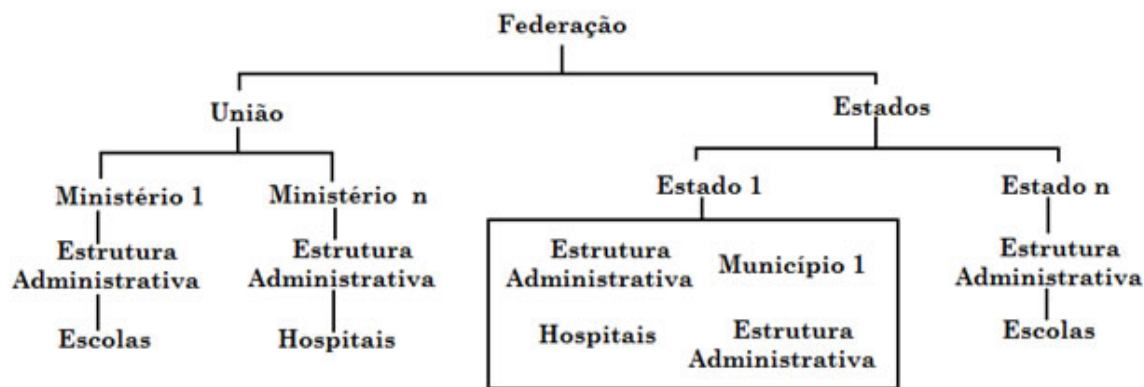 Federação
União
Estados
Ministério 1
Ministério n
Estado 1
Estado n
Estrutura
Administrativa
Estrutura
Administrativa
Estrutura
Administrativa
Município 1
Estrutura
Administrativa
Escolas
Hospitais
Hospitais
Estrutura
Administrativa
Escolas